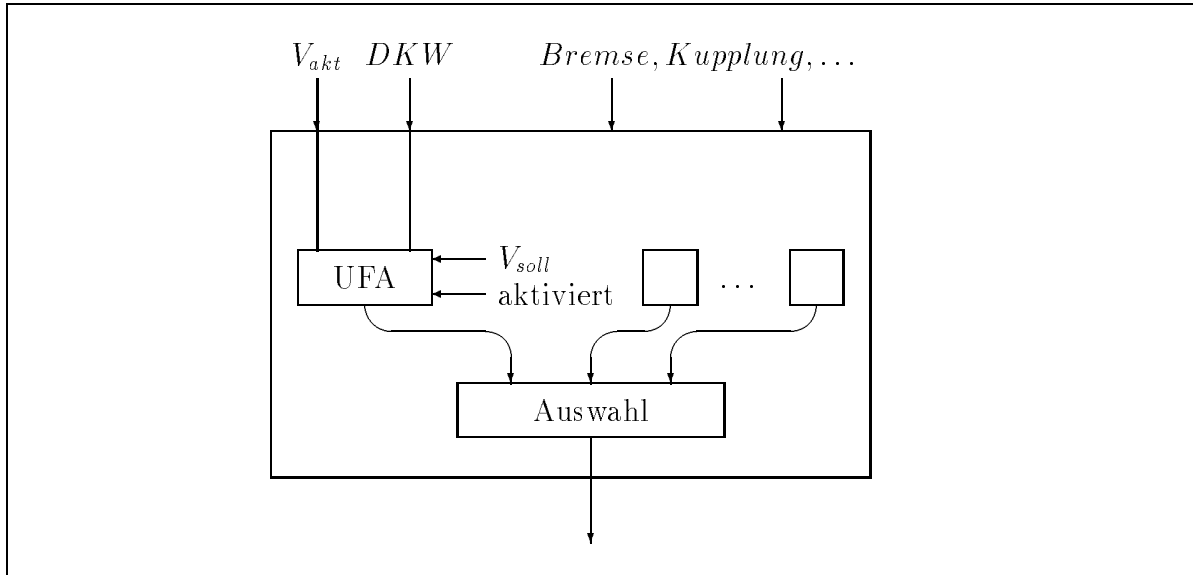 V_akt DKW Bremse, Kupplung, ...
V_soll
UFA ...
aktiviert
Auswahl